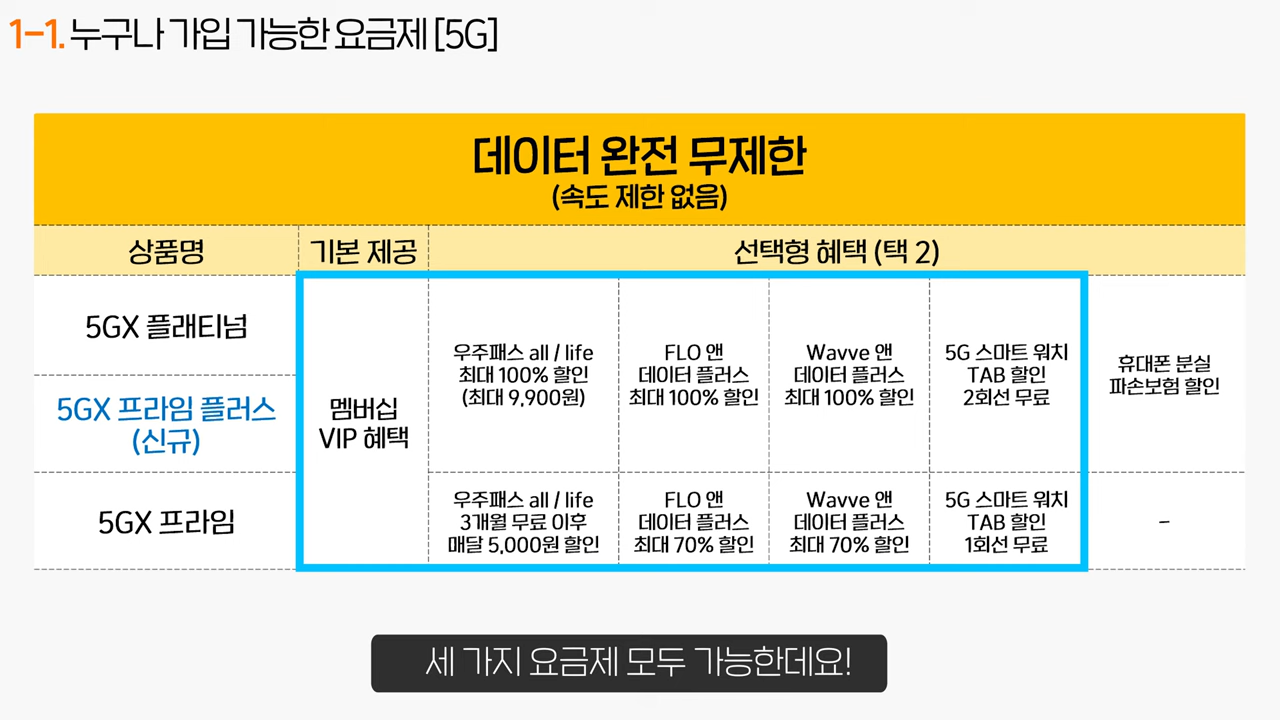 1-1. 누구나 가입 가능한 요금제 [5G]
데이터 완전 무제한
(속도 제한 없음)
상품명
기본 제공
선택형 혜택 (택 2)
5GX 플래티넘
5GX 프라임 플러스
(신규)
5GX 프라임
멤버십
VIP 혜택
우주패스 all / life
최대 100% 할인
(최대 9,900원)
FLO 앤
데이터 플러스
최대 100% 할인
Wavve 앤
데이터 플러스
최대 100% 할인
5G 스마트 워치
TAB 할인
2회선 무료
휴대폰 분실
파손보험 할인
우주패스 all / life
3개월 무료 이후
매달 5,000원 할인
FLO 앤
데이터 플러스
최대 70% 할인
Wavve 앤
데이터 플러스
최대 70% 할인
5G 스마트 워치
TAB 할인
1회선 무료
-
세 가지 요금제 모두 가능한데요!